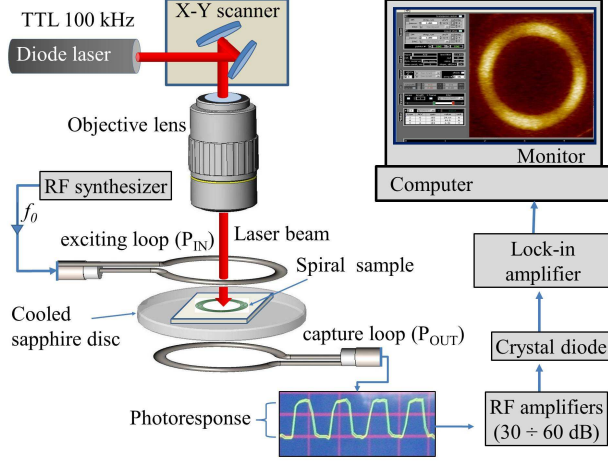 TTL 100 kHz
X-Y scanner
Diode laser
Objective lens
RF synthesizer
f0
exciting loop (PIN)
Laser beam
Spiral sample
Cooled
sapphire disc
capture loop (POUT)
Photoresponse
Monitor
Computer
Lock-in
amplifier
Crystal diode
RF amplifiers
(30 ÷ 60 dB)